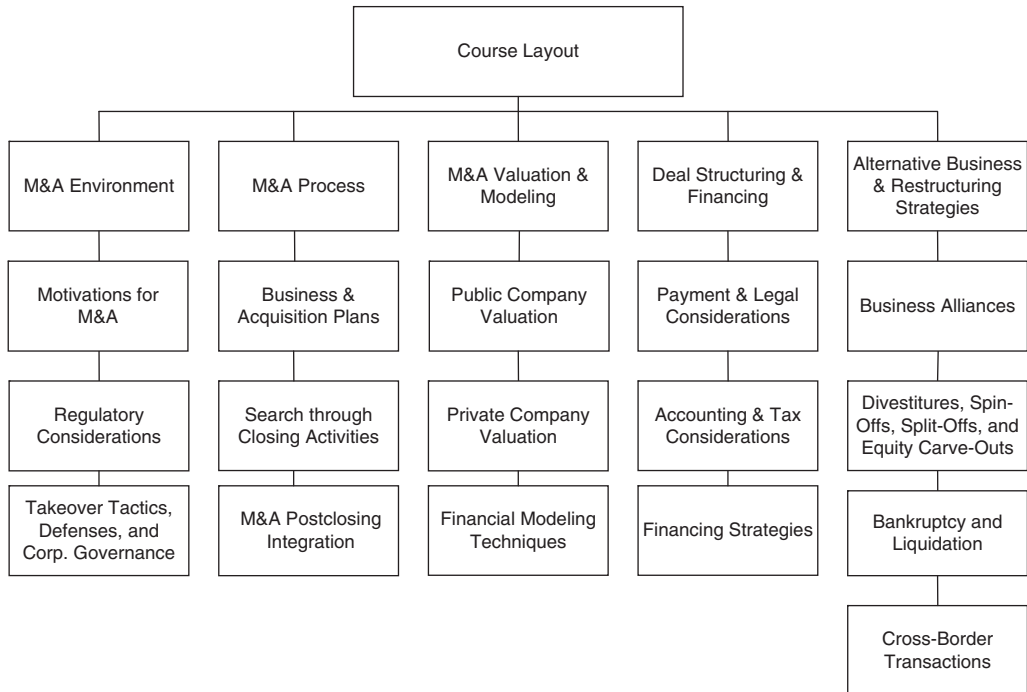 Course Layout
M&A Environment
M&A Process
M&A Valuation &
Modeling
Deal Structuring &
Financing
Alternative Business
& Restructuring
Strategies
Motivations for
M&A
Business &
Acquisition Plans
Public Company
Valuation
Payment & Legal
Considerations
Business Alliances
Regulatory
Considerations
Search through
Closing Activities
Private Company
Valuation
Accounting & Tax
Considerations
Divestitures, Spin-
Offs, Split-Offs, and
Equity Carve-Outs
Takeover Tactics,
Defenses, and
Corp. Governance
M&A Postclosing
Integration
Financial Modeling
Techniques
Financing Strategies
Bankruptcy and
Liquidation
Cross-Border
Transactions